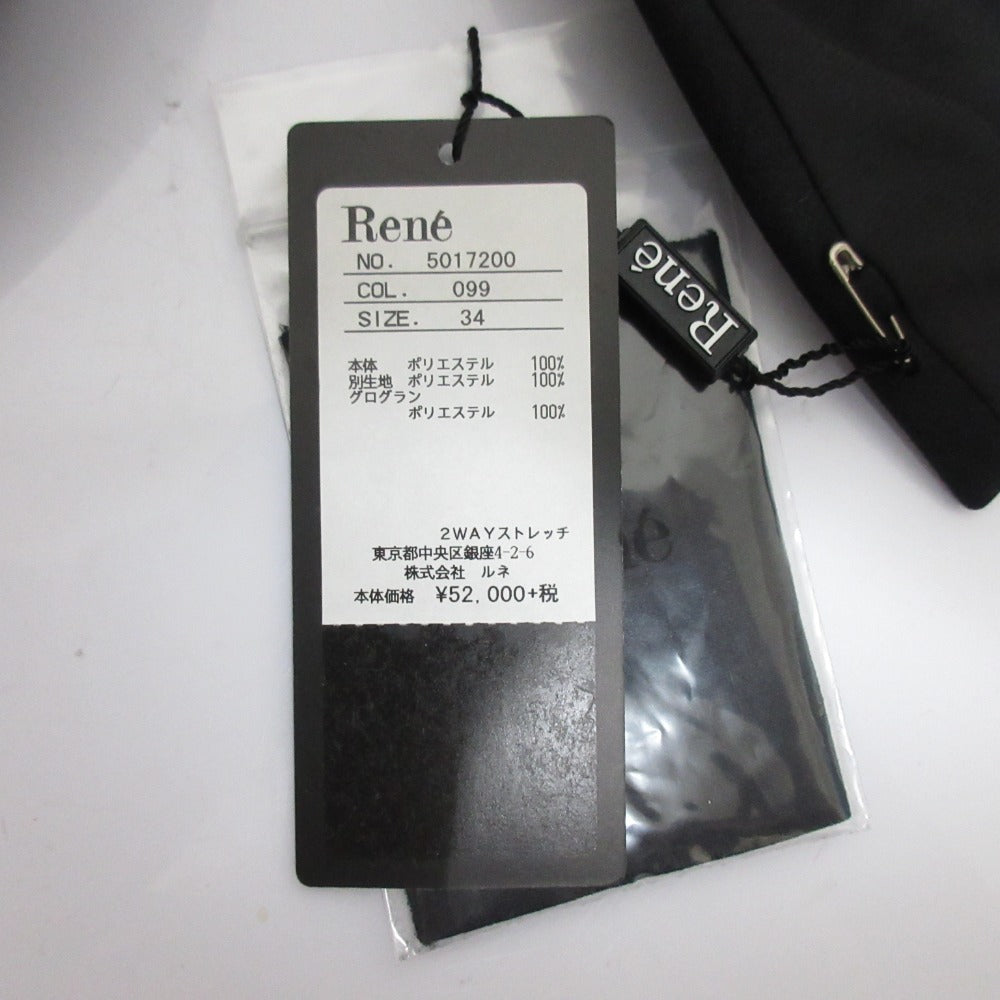 René
NO. 5017200
COL. 099
SIZE. 34
本体 ポリエステル 100%
別生地 ポリエステル 100%
グログラン
ポリエステル 100%
2WAYストレッチ
東京都中央区銀座4-2-6
株式会社 ルネ
本体価格 ¥52,000+税
René
né